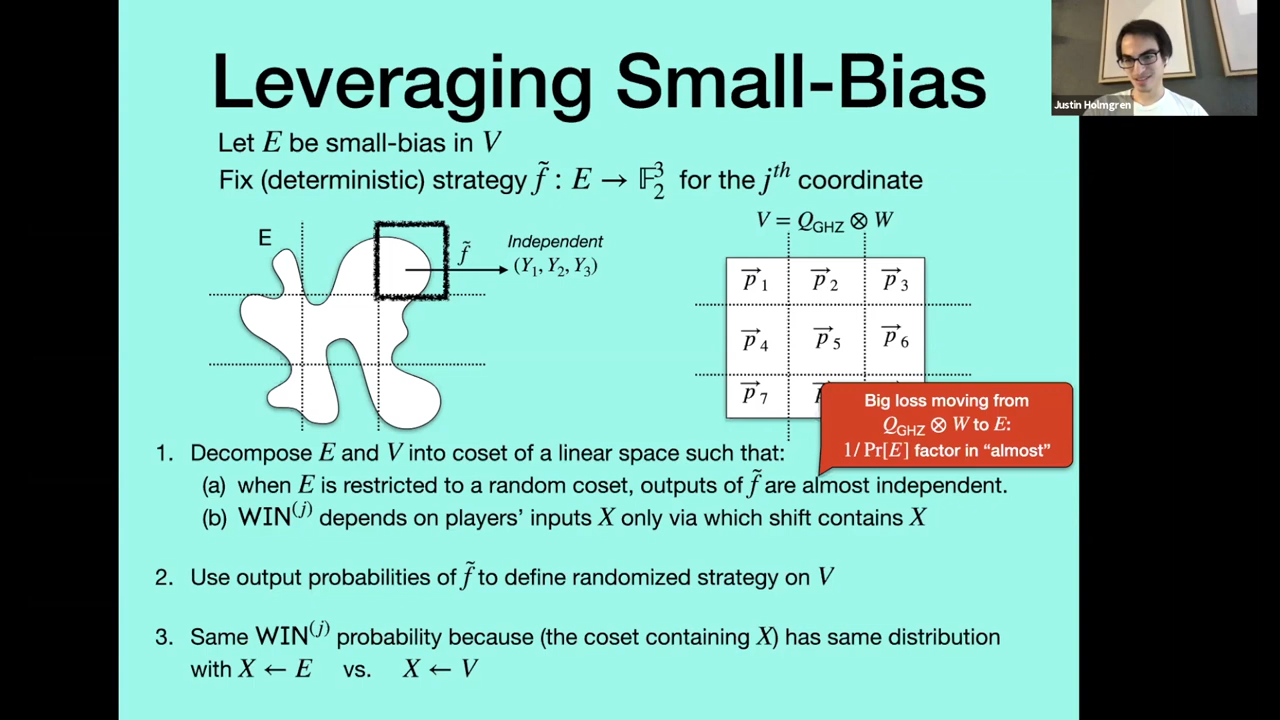 Leveraging Small-Bias
Justin Holmgren
Let E be small-bias in V
Fix (deterministic) strategy f̃ : E → 𝔽₂³ for the jᵗʰ coordinate
E
f̃
Independent
(Y₁, Y₂, Y₃)
V = Q_GHZ ⊗ W
p⃗₁ p⃗₂ p⃗₃
p⃗₄ p⃗₅ p⃗₆
p⃗₇
Big loss moving from
Q_GHZ ⊗ W to E:
1/ Pr[E] factor in “almost”
1. Decompose E and V into coset of a linear space such that:
(a) when E is restricted to a random coset, outputs of f̃ are almost independent.
(b) WIN⁽ʲ⁾ depends on players’ inputs X only via which shift contains X
2. Use output probabilities of f̃ to define randomized strategy on V
3. Same WIN⁽ʲ⁾ probability because (the coset containing X) has same distribution
with X ← E vs. X ← V